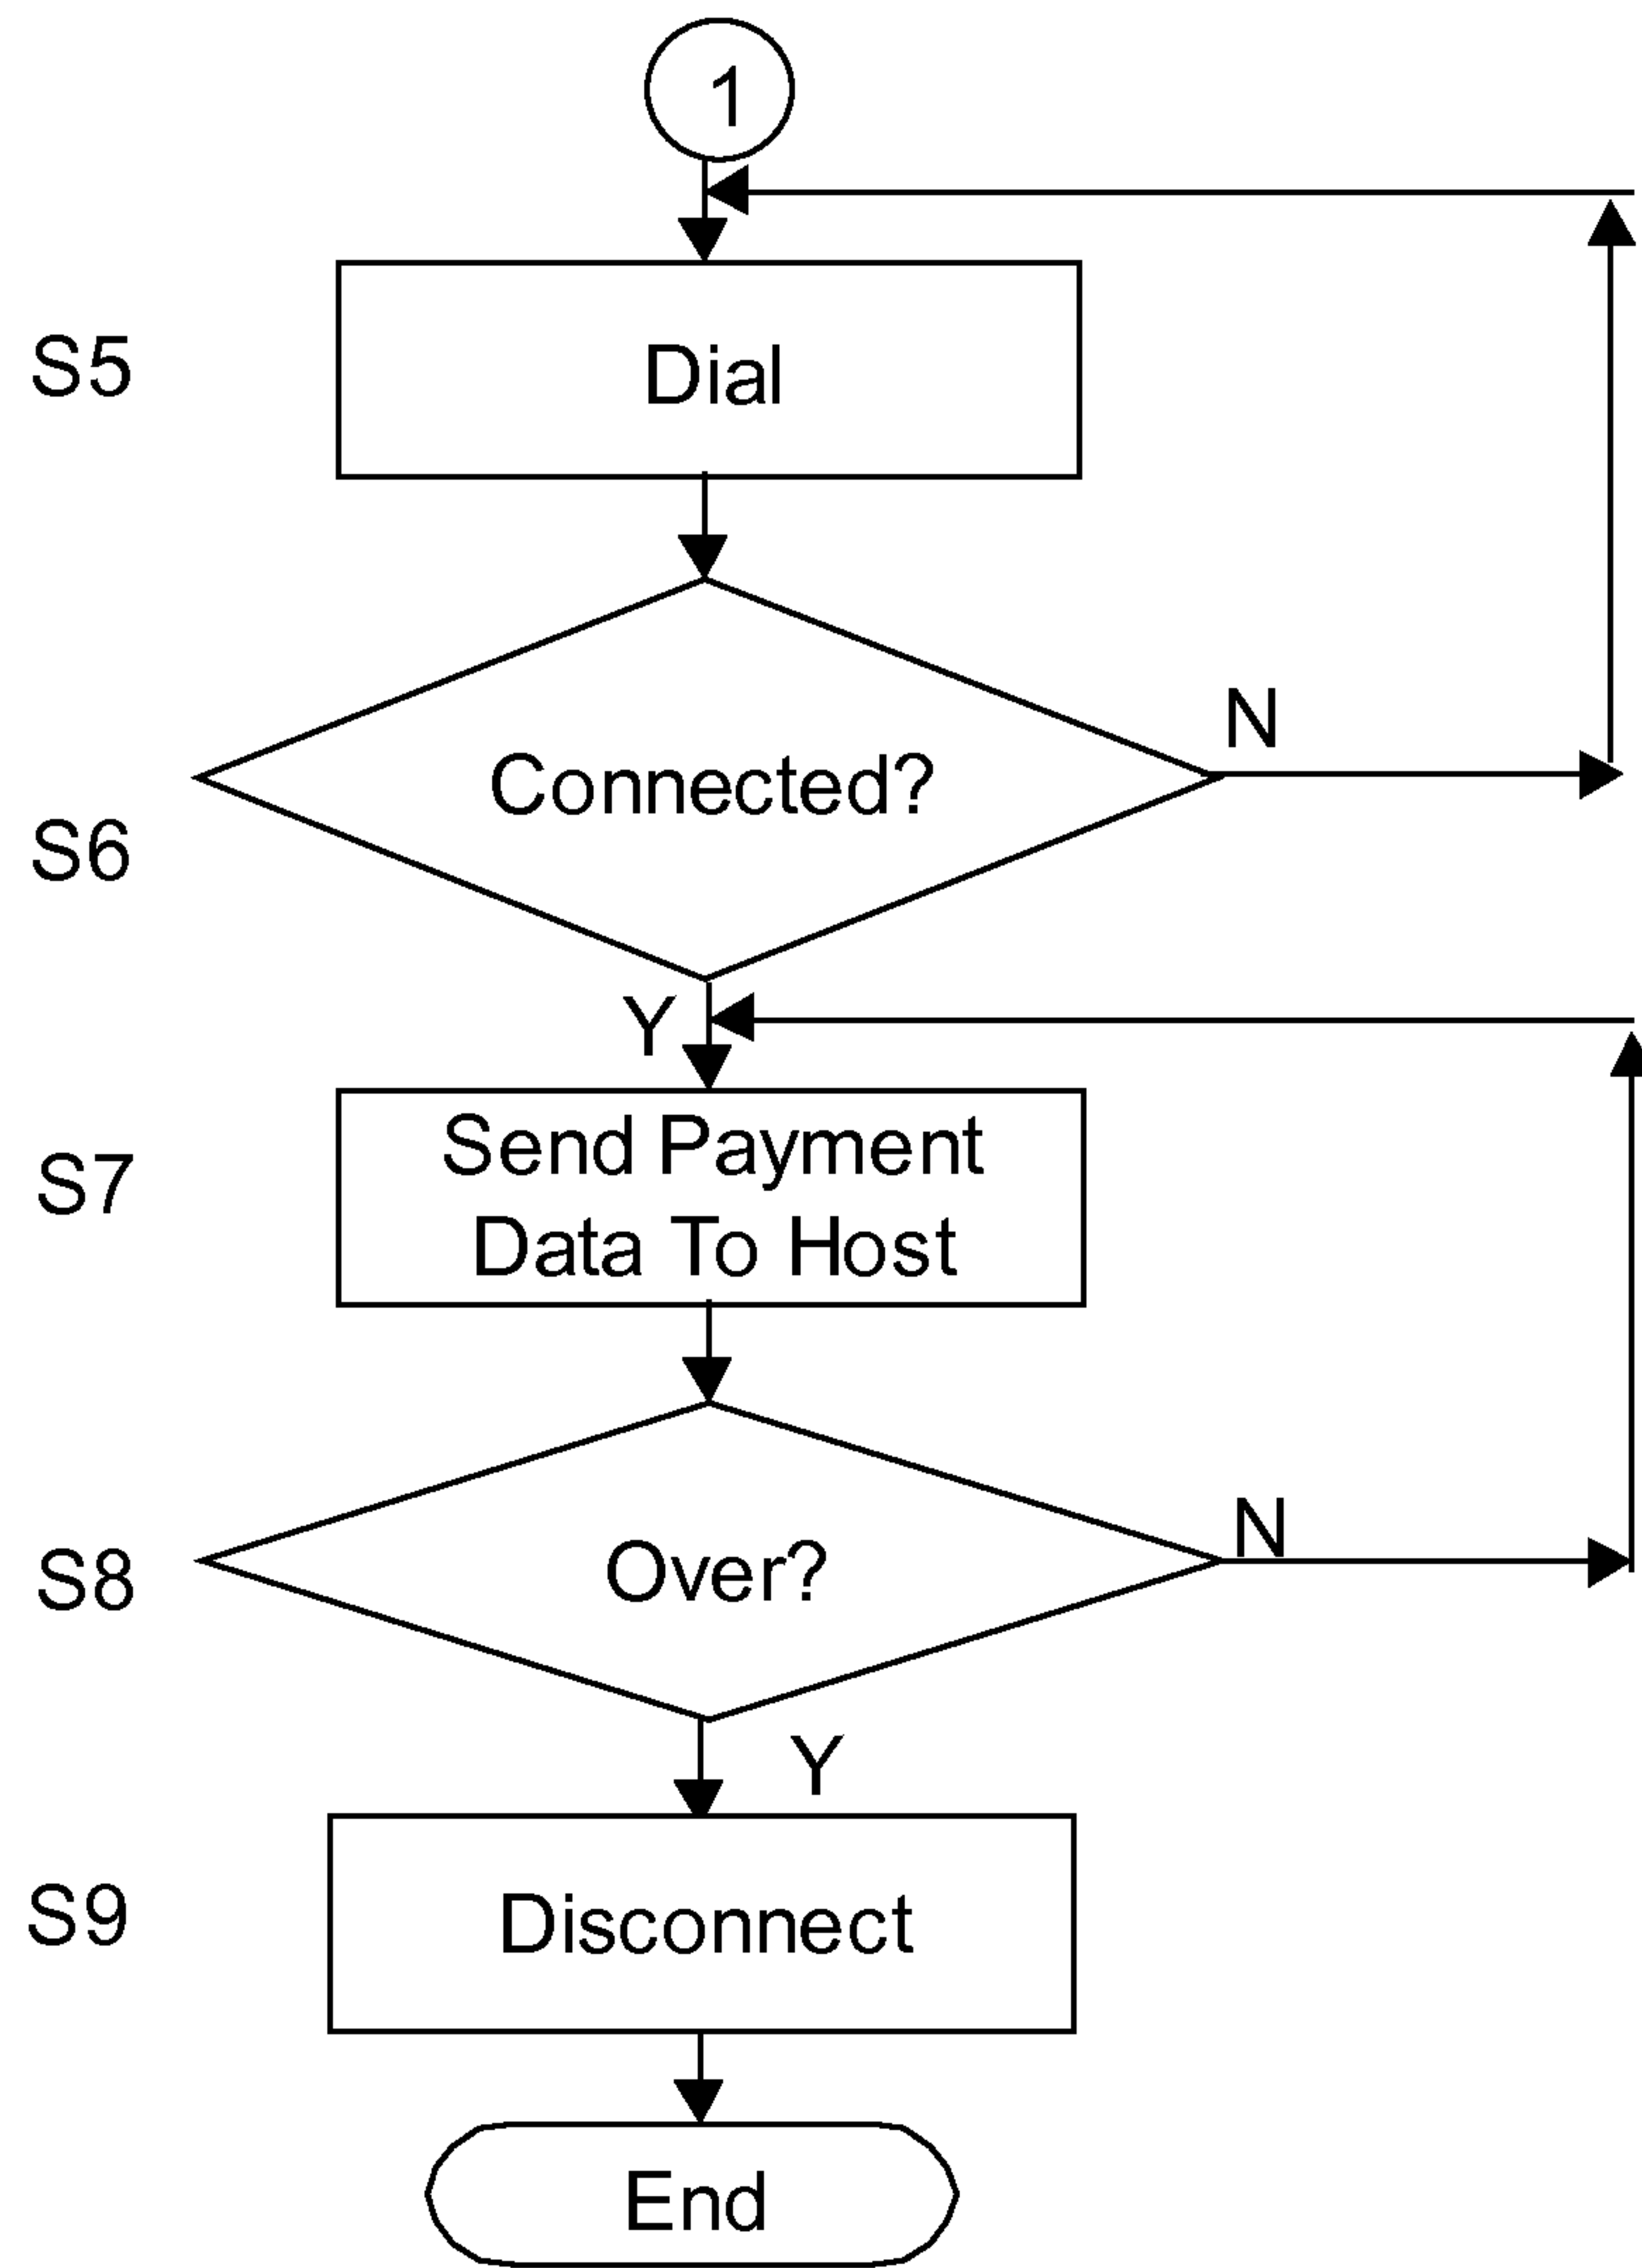 1
S5
Dial
N
Connected?
S6
Y
Send Payment
S7
Data To Host
N
Over?
S8
Y
Disconnect
S9
End